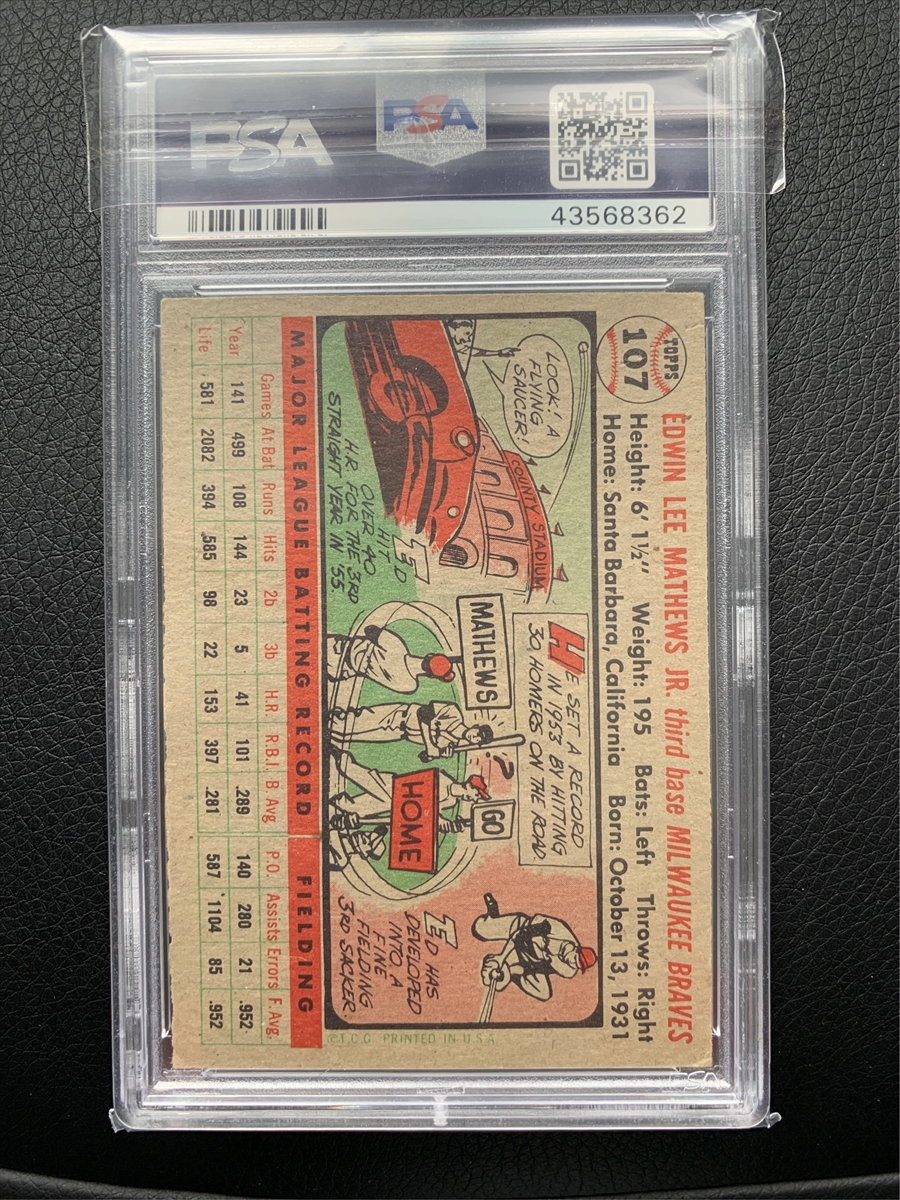 PSA
PSA
43568362
TOPPS
107
EDWIN LEE MATHEWS JR. third base MILWAUKEE BRAVES
Height: 6' 1½" Weight: 195 Bats: Left Throws: Right
Home: Santa Barbara, California Born: October 13, 1931
LOOK! A
FLYING
SAUCER!
COUNTY STADIUM
ED HIT
OVER 40
H.R. FOR THE 3RD
STRAIGHT YEAR IN '55.
HE SET A RECORD
IN 1953 BY HITTING
30 HOMERS ON THE ROAD
MATHEWS
?
GO
HOME
ED HAS
DEVELOPED
INTO A
FINE
FIELDING
3RD SACKER.
©T.C.G. PRINTED IN U.S.A.
MAJOR LEAGUE BATTING RECORD FIELDING
Games At Bat Runs Hits 2b 3b H.R R.B.I. B. Avg. P.O. Assists Errors F. Avg.
Year 141 499 108 144 23 5 41 101 .289 140 280 21 .952
Life 581 2082 394 585 98 22 153 397 .281 587 1104 85 .952
PSA